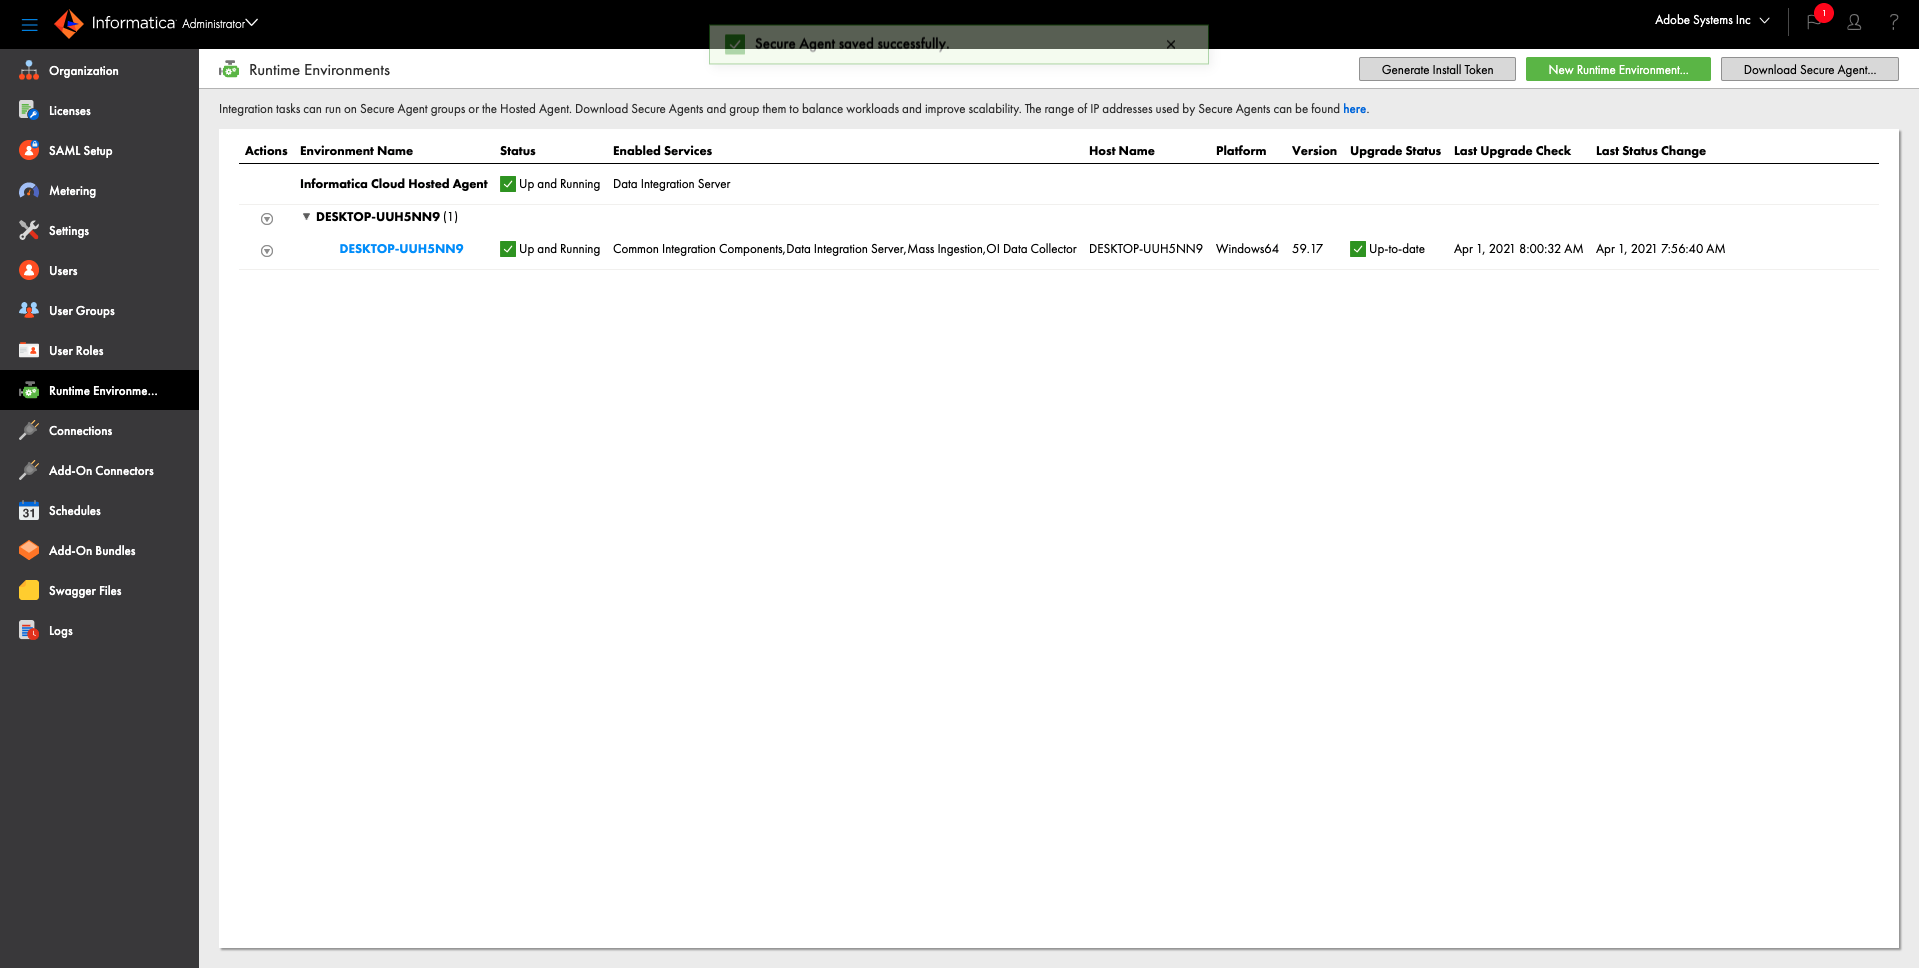 Informatica Administrator
Adobe Systems Inc
1
?
Secure Agent saved successfully.
Organization
Licenses
SAML Setup
Metering
Settings
Users
User Groups
User Roles
Runtime Environme...
Connections
Add-On Connectors
31
Schedules
Add-On Bundles
Swagger Files
Logs
Runtime Environments
Generate Install Token
New Runtime Environment...
Download Secure Agent...
Integration tasks can run on Secure Agent groups or the Hosted Agent. Download Secure Agents and group them to balance workloads and improve scalability. The range of IP addresses used by Secure Agents can be found here.
Actions Environment Name Status Enabled Services Host Name Platform Version Upgrade Status Last Upgrade Check Last Status Change
Informatica Cloud Hosted Agent Up and Running Data Integration Server
DESKTOP-UUH5NN9 (1)
DESKTOP-UUH5NN9 Up and Running Common Integration Components,Data Integration Server,Mass Ingestion,OI Data Collector DESKTOP-UUH5NN9 Windows64 59.17 Up-to-date Apr 1, 2021 8:00:32 AM Apr 1, 2021 7:56:40 AM